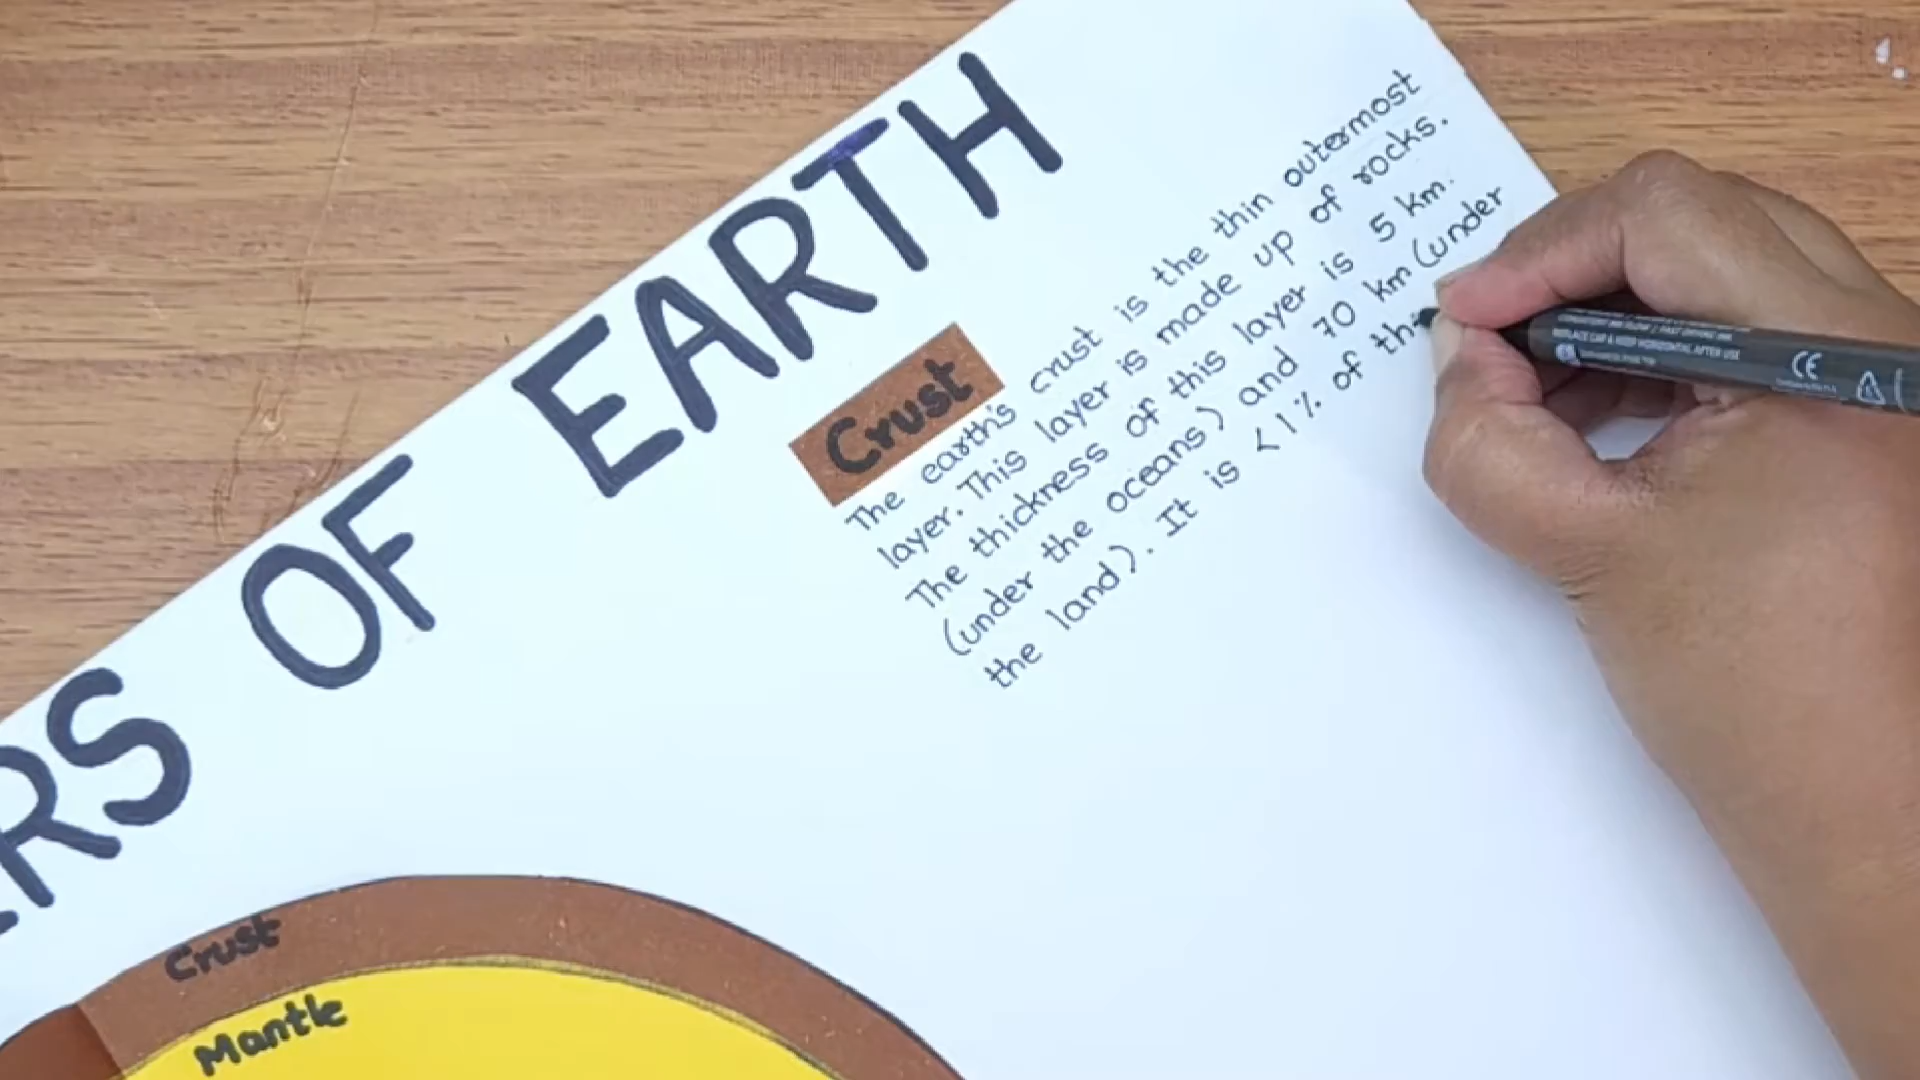 ERS OF EARTH
Crust
The earth's crust is the thin outermost
layer. This layer is made up of rocks.
The thickness of this layer is 5 km.
(under the oceans) and 70 km (under
the land). It is <1% of the
Crust
Mantle
CE